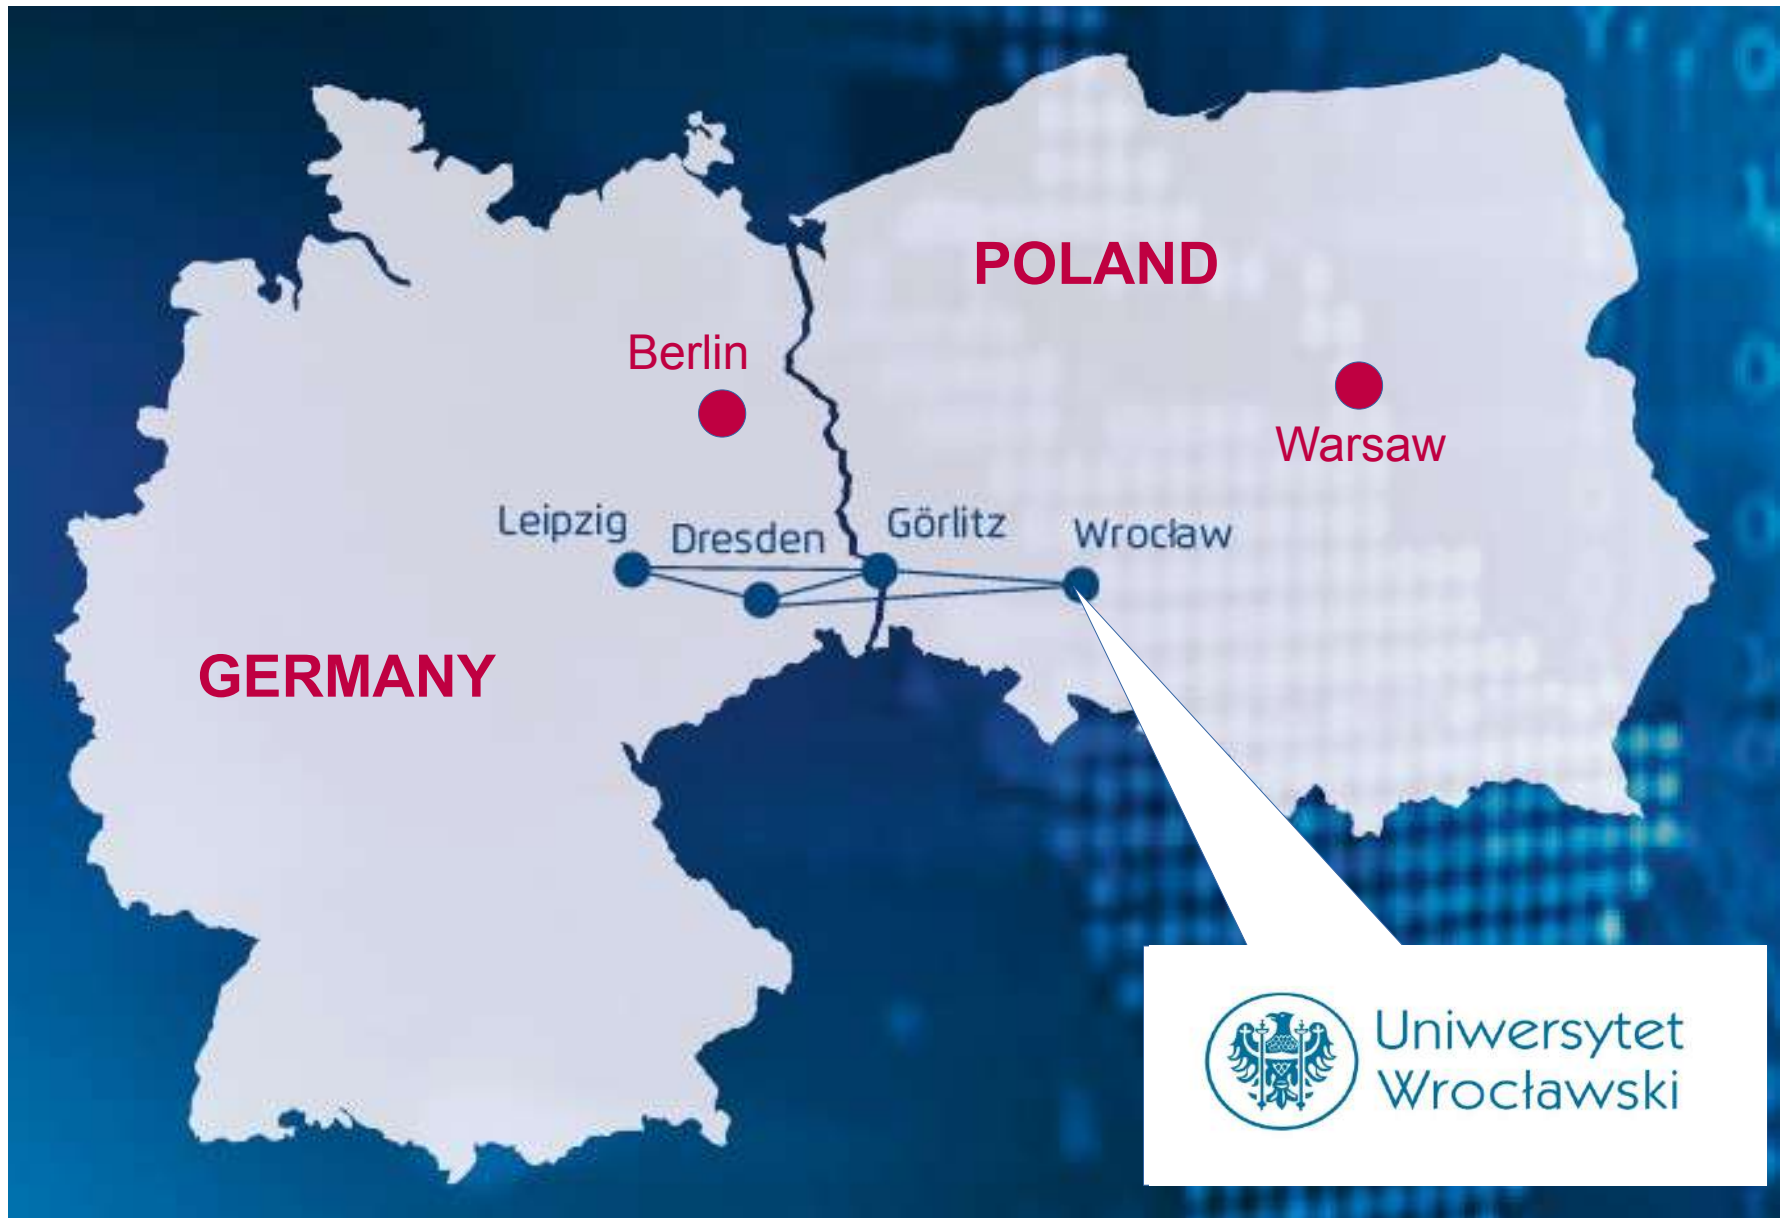 POLAND
Berlin
Warsaw
Leipzig
Dresden
Görlitz
Wrocław
GERMANY
Uniwersytet
Wrocławski